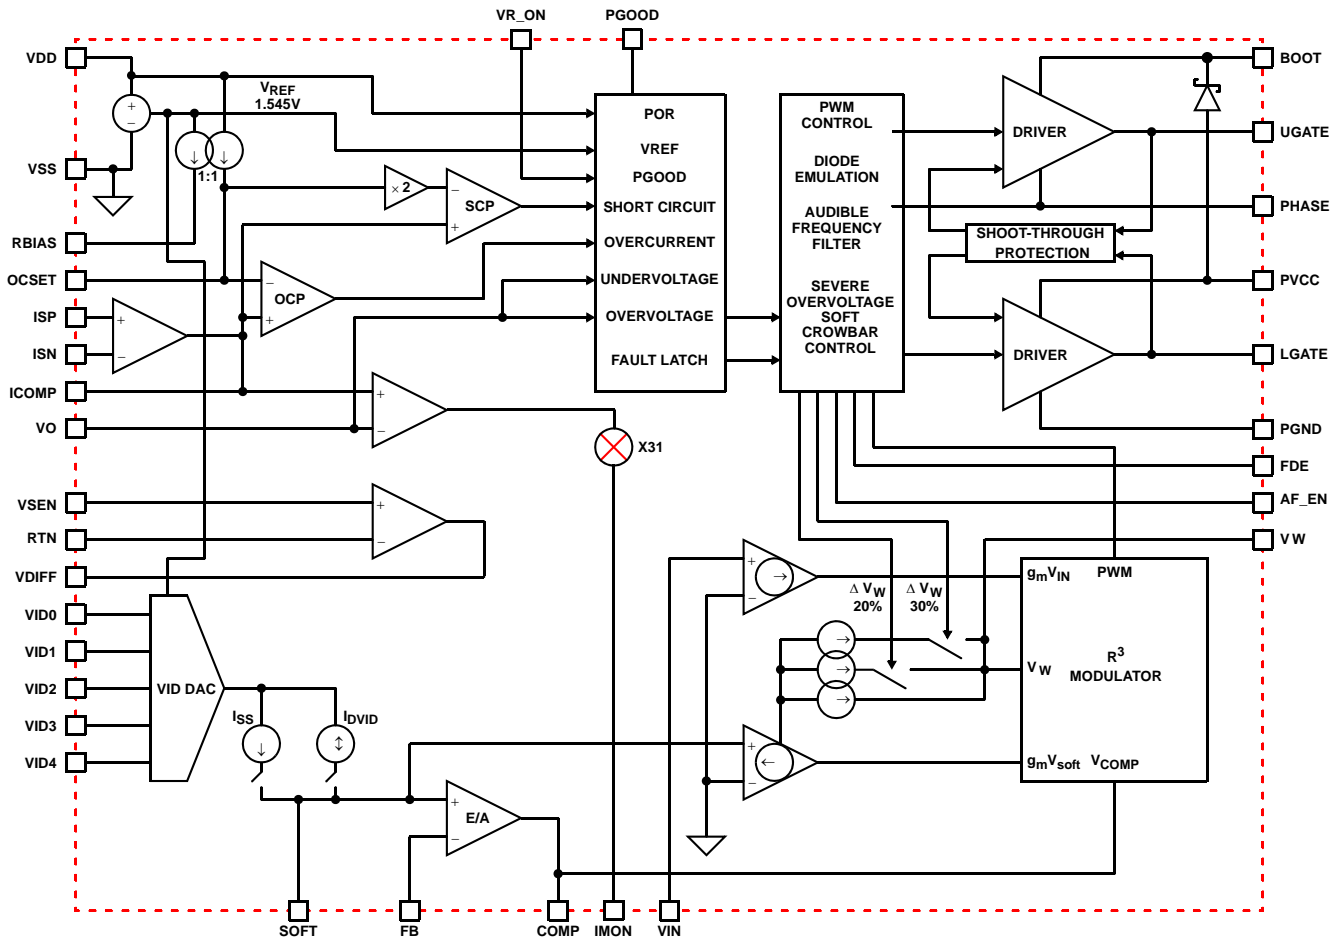 VR_ON
PGOOD
VDD
VSS
RBIAS
OCSET
ISP
ISN
ICOMP
VO
VSEN
RTN
VDIFF
VID0
VID1
VID2
VID3
VID4
+
−
VREF
1.545V
↓
↓
1:1
× 2
−
SCP
+
−
OCP
+
+
−
+
−
+
−
X31
POR
VREF
PGOOD
SHORT CIRCUIT
OVERCURRENT
UNDERVOLTAGE
OVERVOLTAGE
FAULT LATCH
PWM
CONTROL
DIODE
EMULATION
AUDIBLE
FREQUENCY
FILTER
SEVERE
OVERVOLTAGE
SOFT
CROWBAR
CONTROL
DRIVER
SHOOT-THROUGH
PROTECTION
DRIVER
BOOT
UGATE
PHASE
PVCC
LGATE
PGND
FDE
AF_EN
VW
VID DAC
ISS
↓
IDVID
↕
+
E/A
−
+
→
−
Δ VW
20%
Δ VW
30%
→
→
→
+
←
−
gmVIN
PWM
VW
R3
MODULATOR
gmVsoft
VCOMP
SOFT
FB
COMP
IMON
VIN